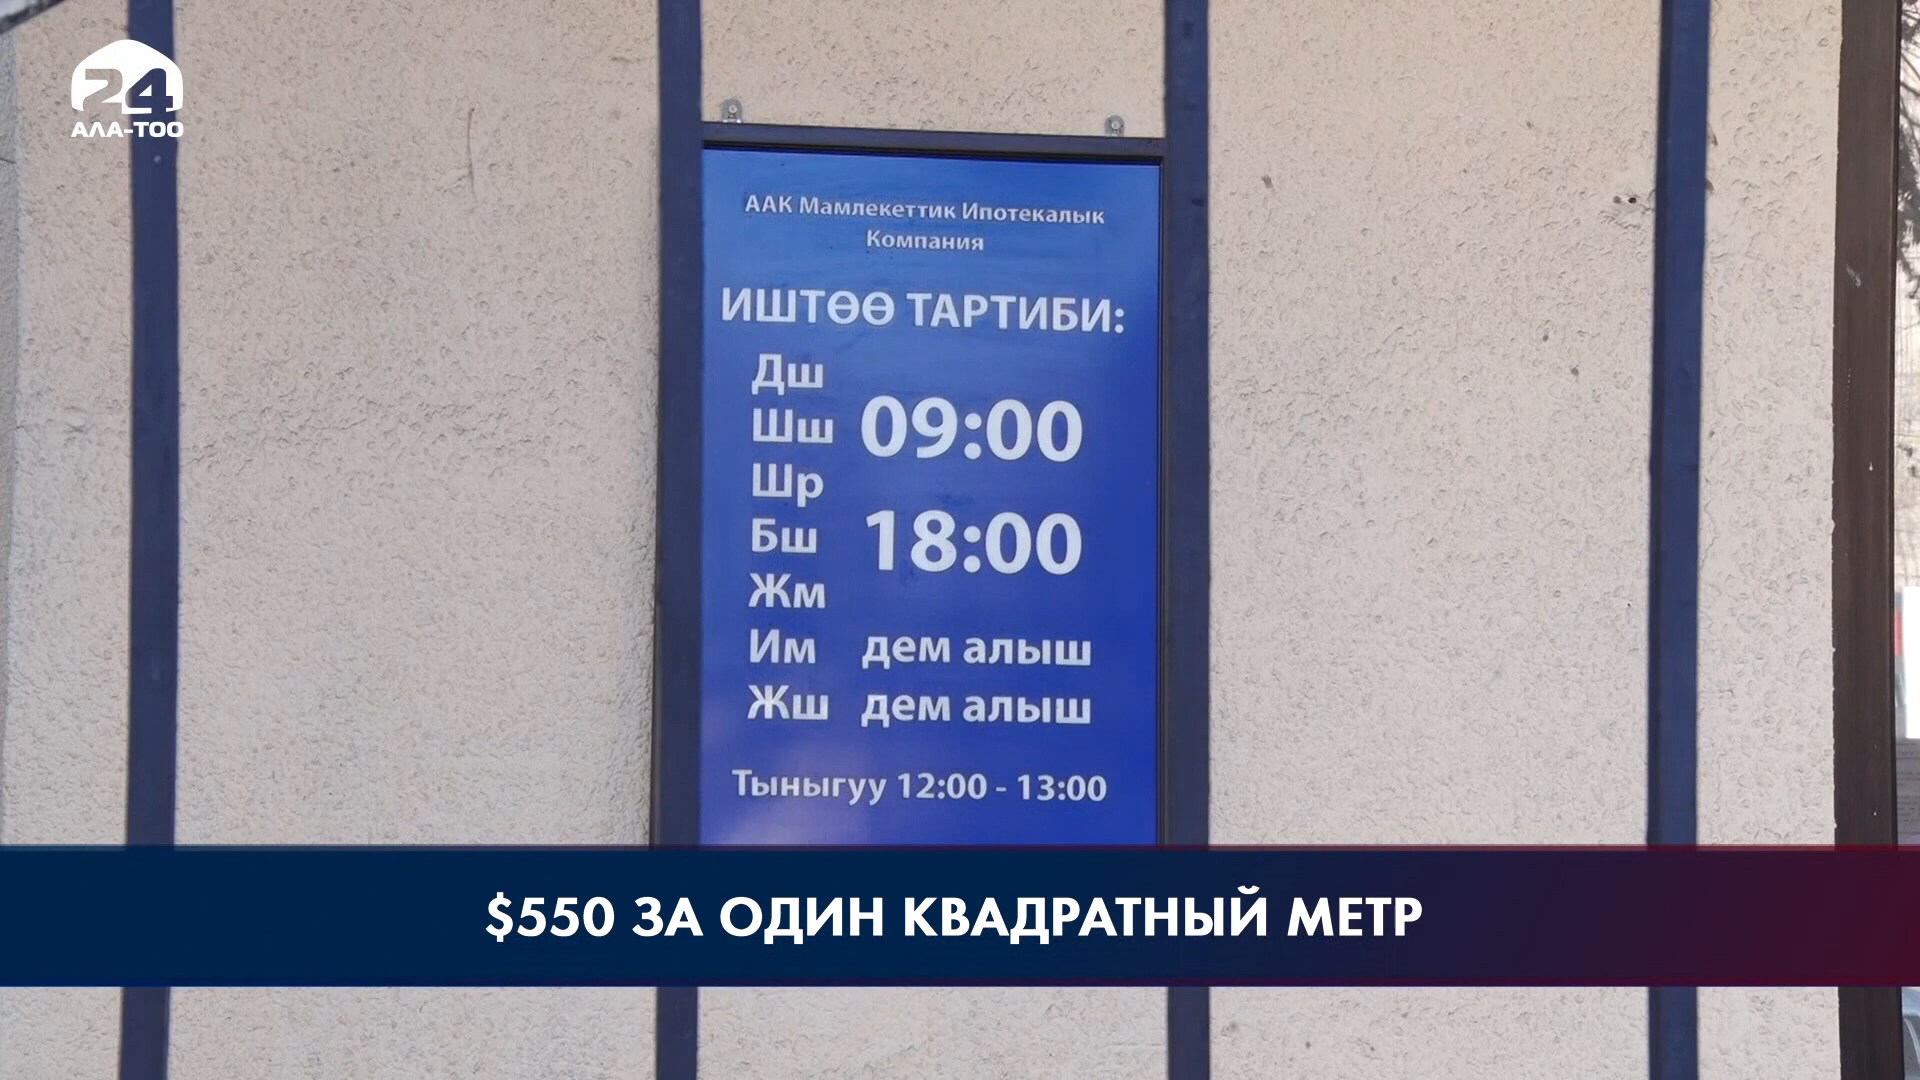 24
АЛА-ТОО
ААК Мамлекеттик Ипотекалык
Компания
ИШТӨӨ ТАРТИБИ:
Дш
Шш 09:00
Шр
Бш 18:00
Жм
Им дем алыш
Жш дем алыш
Тыныгуу 12:00 - 13:00
$550 ЗА ОДИН КВАДРАТНЫЙ МЕТР